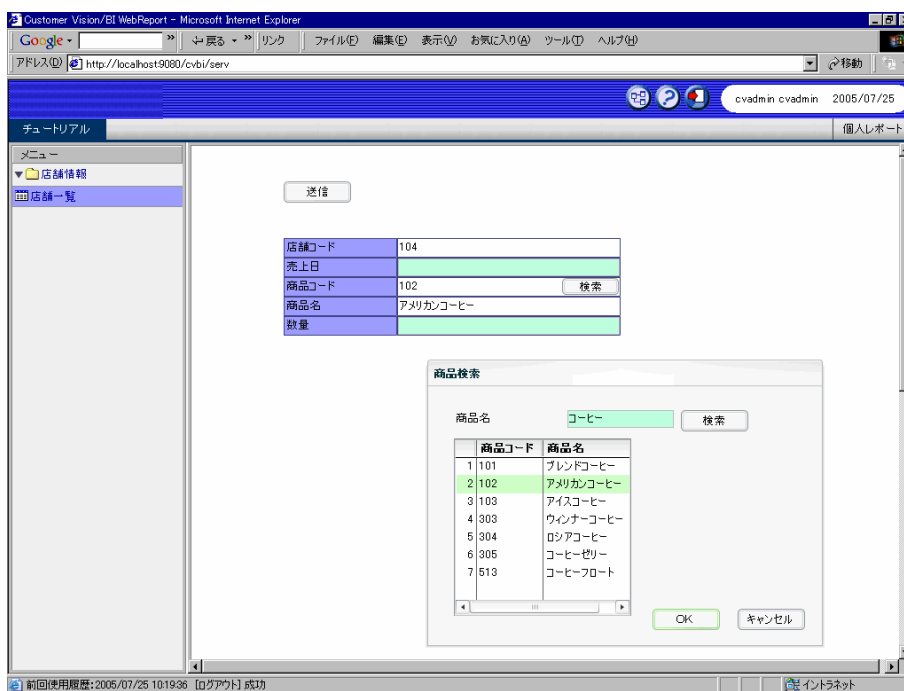 Customer Vision/BI WebReport - Microsoft Internet Explorer
Google » 戻る » リンク ファイル(F) 編集(E) 表示(V) お気に入り(A) ツール(T) ヘルプ(H)
アドレス(D) http://localhost:9080/cvbi/serv 移動
cvadmin cvadmin 2005/07/25
チュートリアル 個人レポート
メニュー
店舗情報
店舗一覧
送信
店舗コード 104
売上日
商品コード 102 検索
商品名 アメリカンコーヒー
数量
商品検索
商品名 コーヒー 検索
商品コード 商品名
1 101 ブレンドコーヒー
2 102 アメリカンコーヒー
3 103 アイスコーヒー
4 303 ウィンナーコーヒー
5 304 ロシアコーヒー
6 305 コーヒーゼリー
7 513 コーヒーフロート
OK キャンセル
前回使用履歴:2005/07/25 10:19:36 [ログアウト] 成功 イントラネット